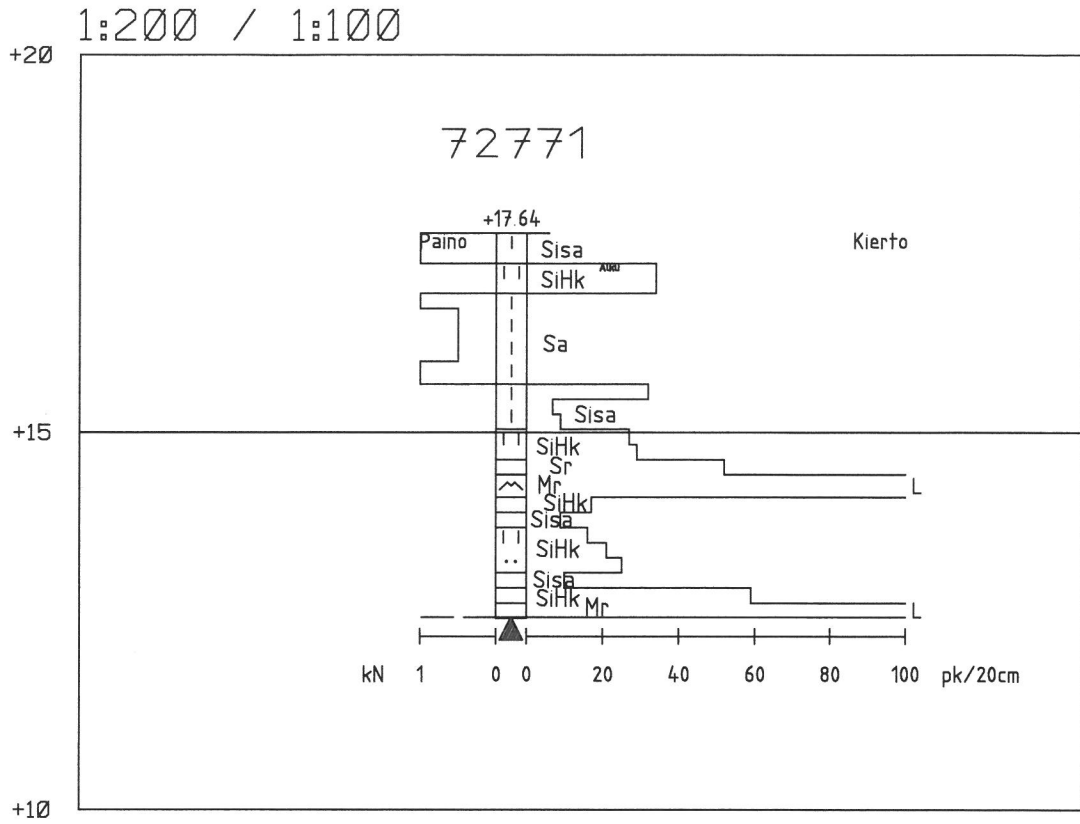 1:200 / 1:100
+20
72771
+17.64
Paino
Sisa
Kierto
Alku
SiHk
Sa
Sisa
+15
SiHk
Sr
Mr
L
SiHk
Sisa
SiHk
Sisa
SiHk
Mr
L
kN 1 0 0 20 40 60 80 100 pk/20cm
+10